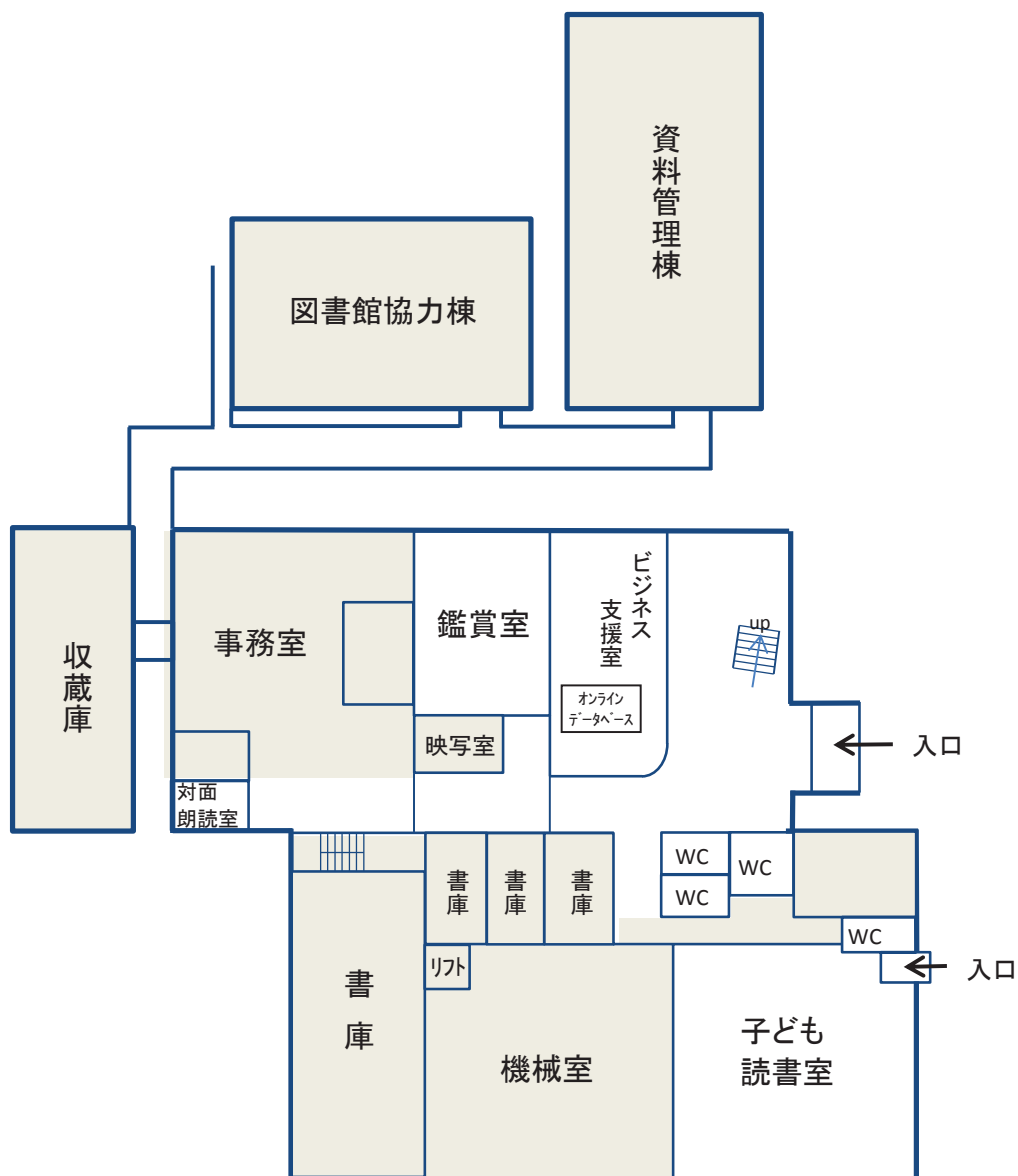 資料管理棟
図書館協力棟
収蔵庫
事務室
鑑賞室
ビジネス
支援室
オンライン
データベース
up
映写室
入口
対面
朗読室
書庫
書庫
書庫
WC
WC
WC
WC
入口
リフト
書庫
機械室
子ども
読書室